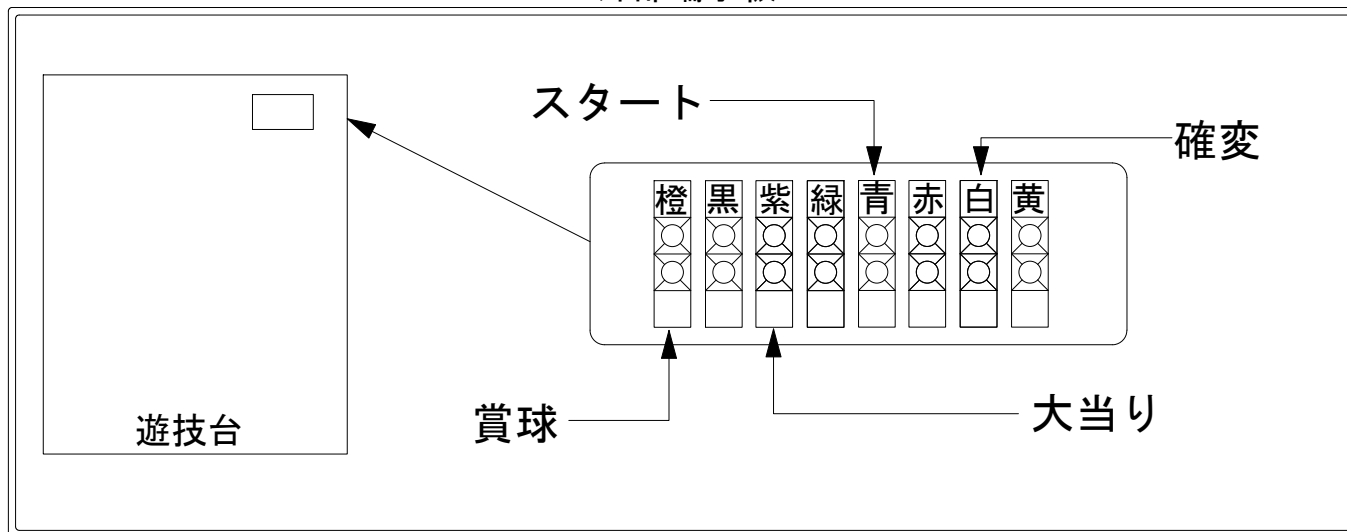 スタート
確変
橙 黒 紫 緑 青 赤 白 黄
賞球
大当り
遊技台